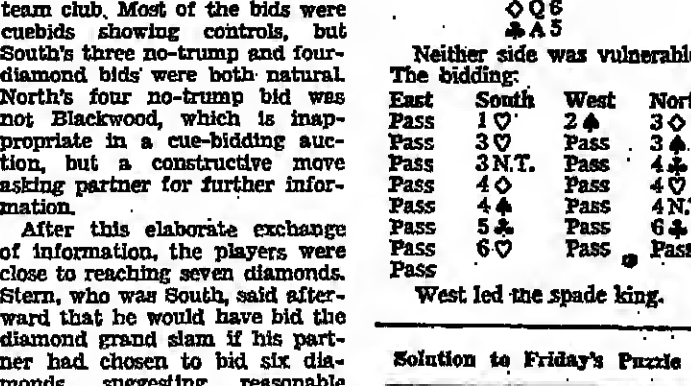 team club. Most of the bids were
cuebids showing controls, but
South's three no-trump and four-
diamond bids were both natural.
North's four no-trump bid was
not Blackwood, which is inap-
propriate in a cue-bidding auc-
tion, but a constructive move
asking partner for further infor-
mation.
After this elaborate exchange
of information, the players were
close to reaching seven diamonds.
Stern, who was South, said after-
ward that he would have bid the
diamond grand slam if his part-
ner had chosen to bid six dia-
monds, suggesting reasonable
♢ Q 6
♣ A 5
Neither side was vulnerable
The bidding:
East South West Nort
Pass 1 ♡ 2 ♠ 3 ♢
Pass 3 ♡ Pass 3 ♠
Pass 3 N.T. Pass 4 ♣
Pass 4 ♢ Pass 4 ♡
Pass 4 ♠ Pass 4 N.T
Pass 5 ♣ Pass 6 ♣
Pass 6 ♡ Pass Pass
Pass
West led the spade king.
Solution to Friday's Puzzle